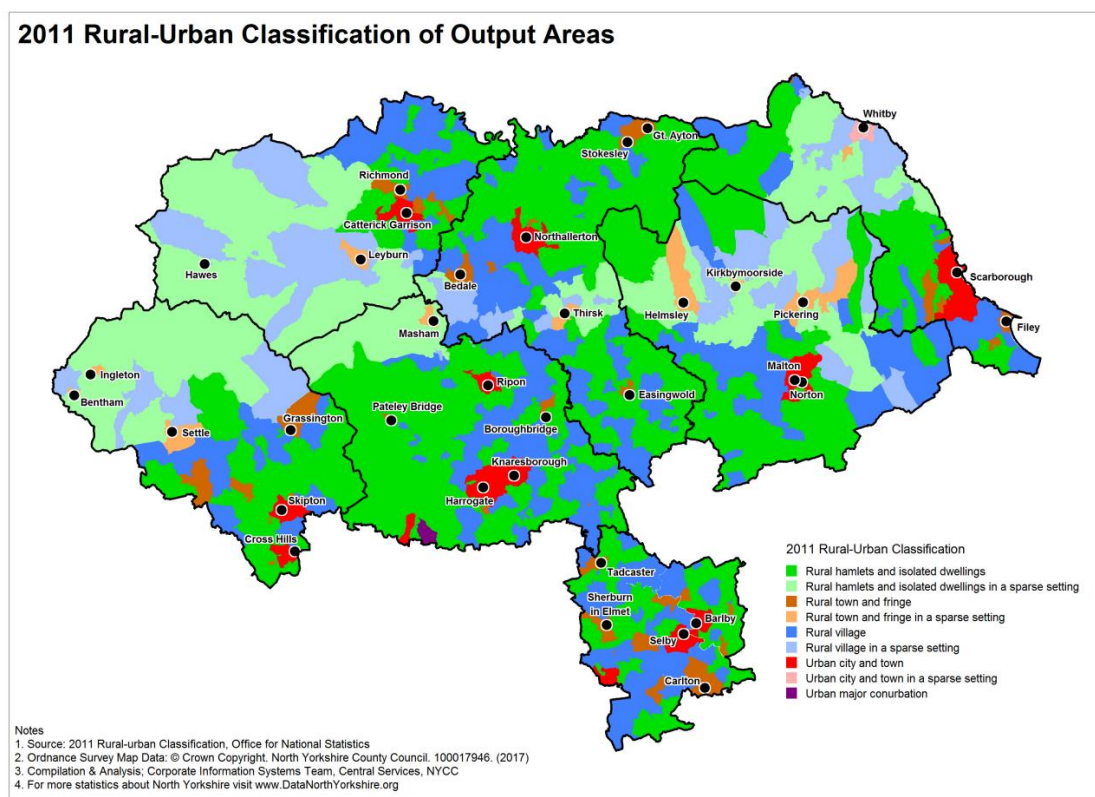 2011 Rural-Urban Classification of Output Areas
Whitby
Gt. Ayton
Stokesley
Richmond
Catterick Garrison
Northallerton
Leyburn
Hawes
Bedale
Kirkbymoorside
Scarborough
Masham
Thirsk
Helmsley
Pickering
Filey
Ingleton
Bentham
Ripon
Malton
Norton
Pateley Bridge
Easingwold
Settle
Grassington
Boroughbridge
Knaresborough
Harrogate
Skipton
Cross Hills
Tadcaster
Sherburn
in Elmet
Barlby
Selby
Carlton
2011 Rural-Urban Classification
Rural hamlets and isolated dwellings
Rural hamlets and isolated dwellings in a sparse setting
Rural town and fringe
Rural town and fringe in a sparse setting
Rural village
Rural village in a sparse setting
Urban city and town
Urban city and town in a sparse setting
Urban major conurbation
Notes
1. Source: 2011 Rural-urban Classification, Office for National Statistics
2. Ordnance Survey Map Data: © Crown Copyright. North Yorkshire County Council. 100017946. (2017)
3. Compilation & Analysis; Corporate Information Systems Team, Central Services, NYCC
4. For more statistics about North Yorkshire visit www.DataNorthYorkshire.org